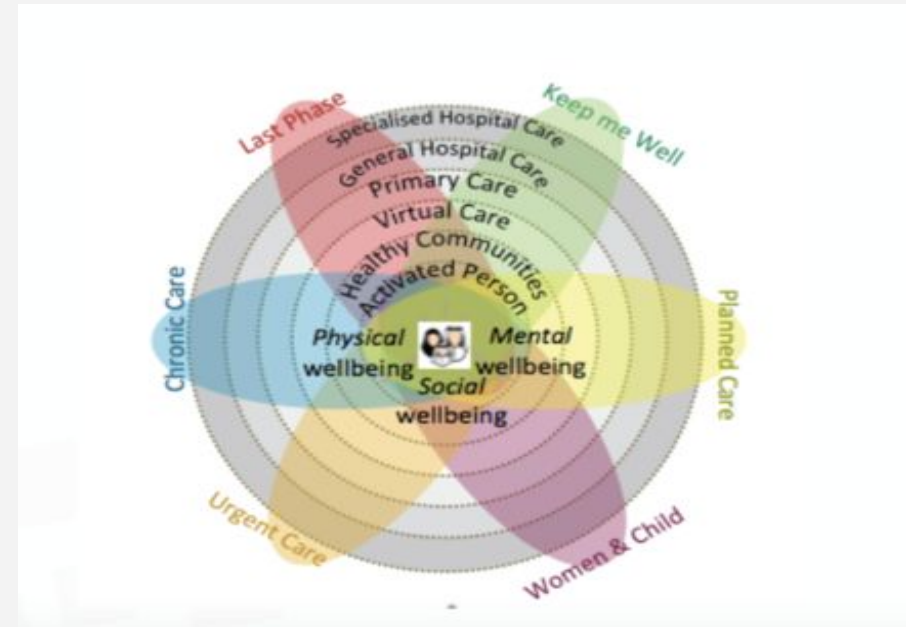 Last Phase
Keep me Well
Specialised Hospital Care
General Hospital Care
Primary Care
Virtual Care
Healthy Communities
Activated Person
Chronic Care
Planned Care
Physical
wellbeing
Mental
wellbeing
Social
wellbeing
Urgent Care
Women & Child